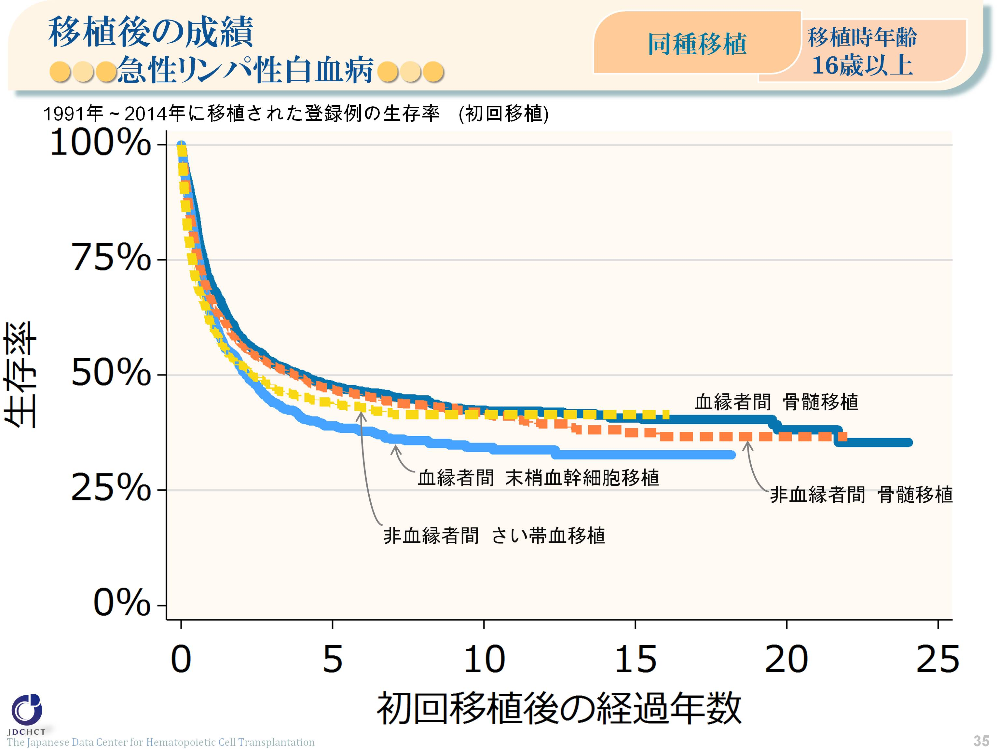 移植後の成績
急性リンパ性白血病
同種移植
移植時年齢
16歳以上
1991年～2014年に移植された登録例の生存率 (初回移植)
100%
75%
50%
25%
0%
生存率
血縁者間 骨髄移植
血縁者間 末梢血幹細胞移植
非血縁者間 骨髄移植
非血縁者間 さい帯血移植
0 5 10 15 20 25
初回移植後の経過年数
JDCHCT
The Japanese Data Center for Hematopoietic Cell Transplantation
35